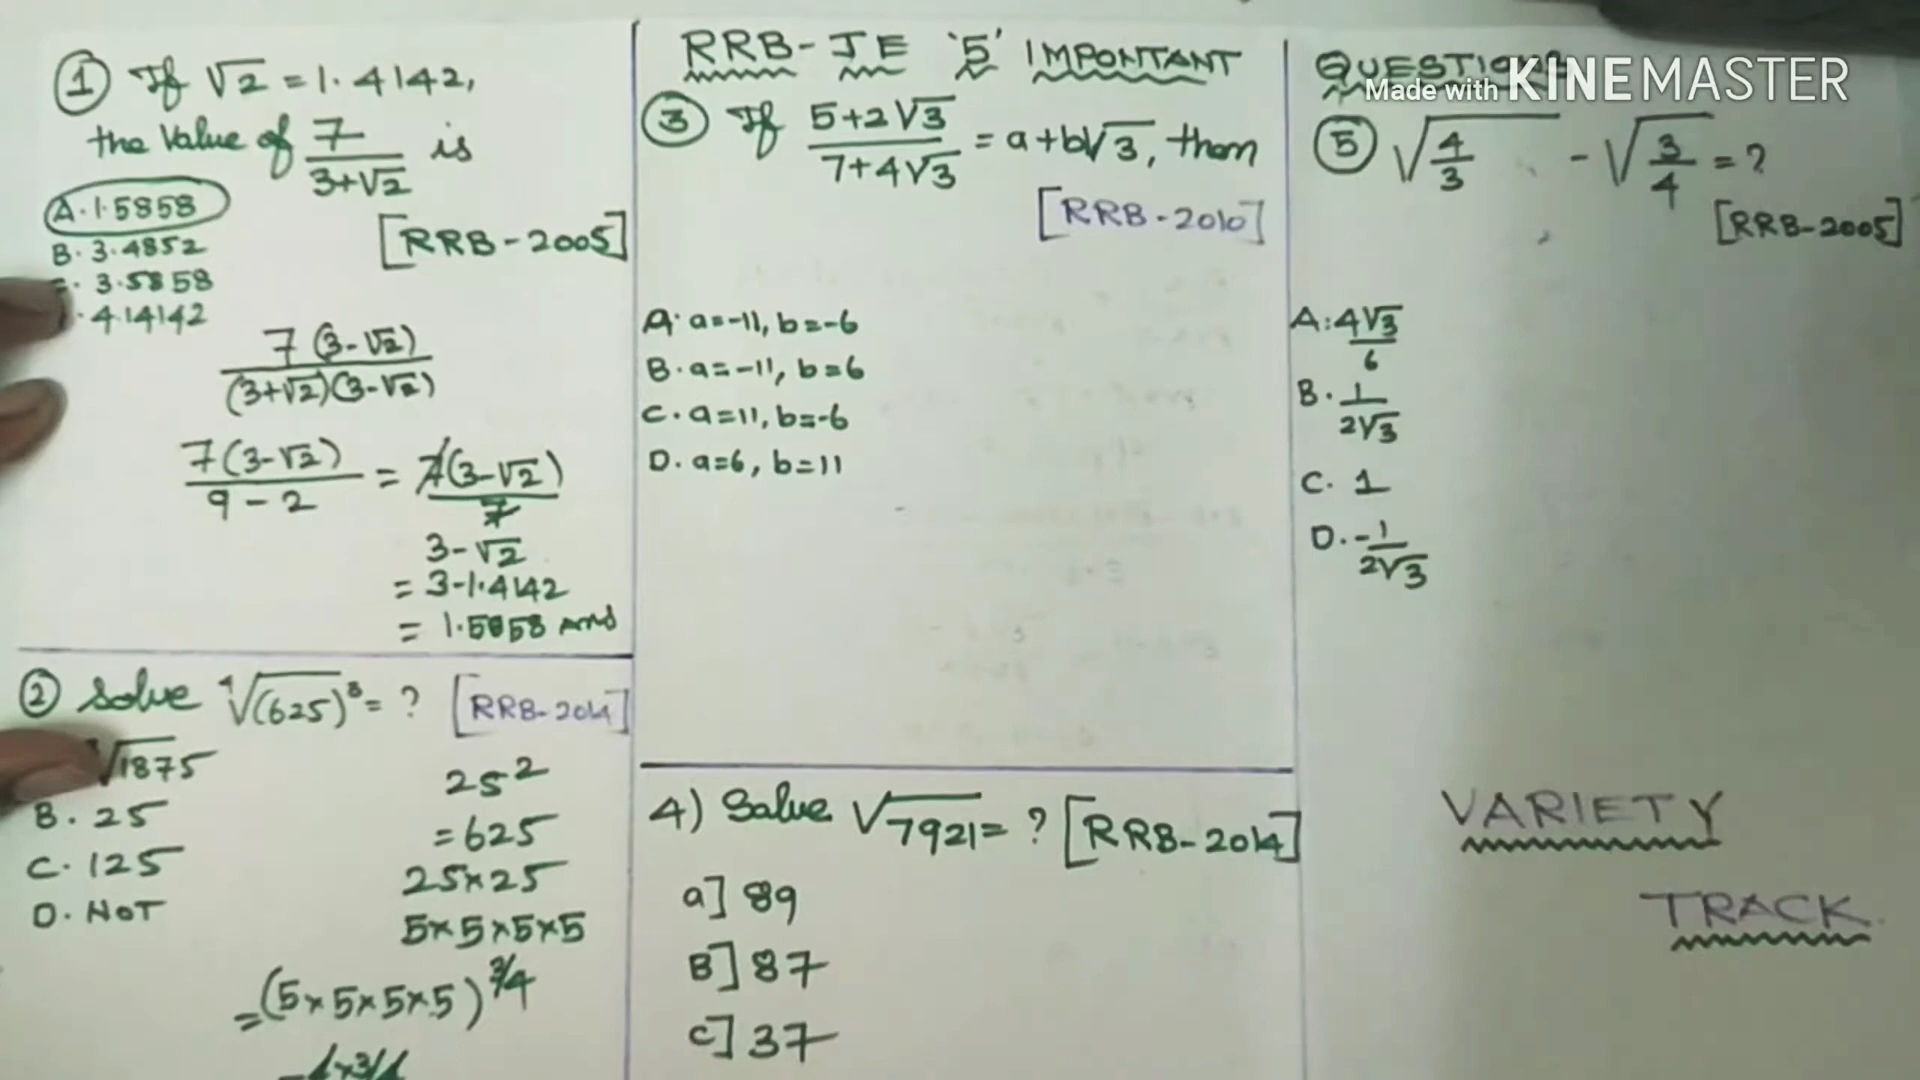 RRB-JE '5' IMPONTANT
Made with KINEMASTER
① If √2 = 1.4142,
the Value of 7/(3+√2) is
[RRB-2005]
A. 1.5858
B. 3.4852
3.5858
4.14142
7(3-√2)/(3+√2)(3-√2)
7(3-√2)/(9-2) = 7(3-√2)/7
3-√2
= 3-1.4142
= 1.5858 Ans
② Solve ⁴√(625)³ = ? [RRB-2014]
√1875
B. 25
C. 125
D. NOT
25²
=625
25×25
5×5×5×5
=(5×5×5×5)^3/4
③ If (5+2√3)/(7+4√3) = a+b√3, then
[RRB-2010]
A. a=-11, b=-6
B. a=-11, b=6
C. a=11, b=-6
D. a=6, b=11
4) Solve √7921 = ? [RRB-2014]
a] 89
B] 87
C] 37
⑤ √4/3 - √3/4 = ?
[RRB-2005]
A: 4√3/6
B. 1/2√3
C. 1
D. -1/2√3
VARIETY
TRACK.